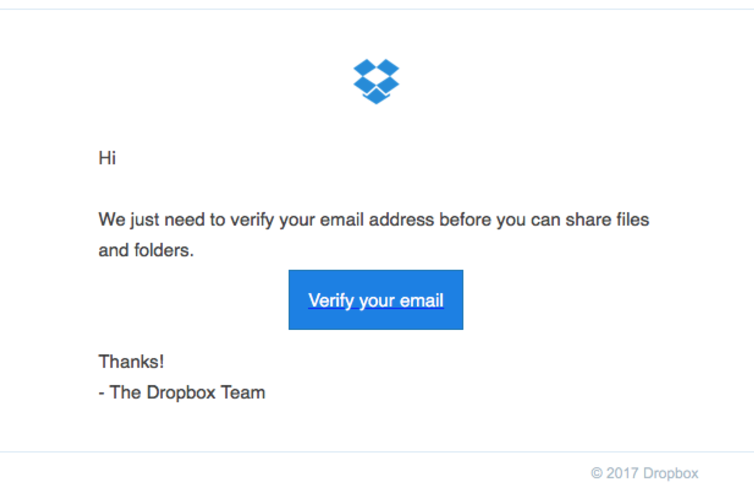 Hi
We just need to verify your email address before you can share files
and folders.
Verify your email
Thanks!
- The Dropbox Team
© 2017 Dropbox